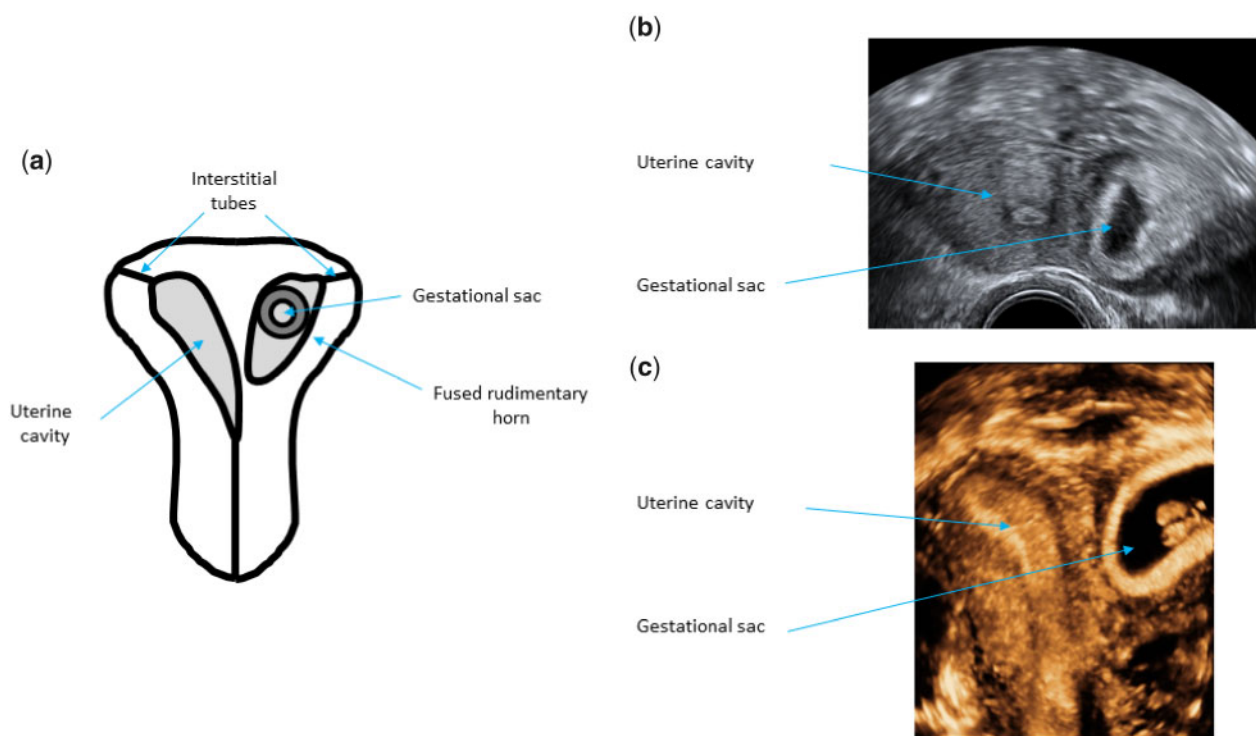 (a)
Interstitial
tubes
Gestational sac
Fused rudimentary
horn
Uterine
cavity
(b)
Uterine cavity
Gestational sac
(c)
Uterine cavity
Gestational sac